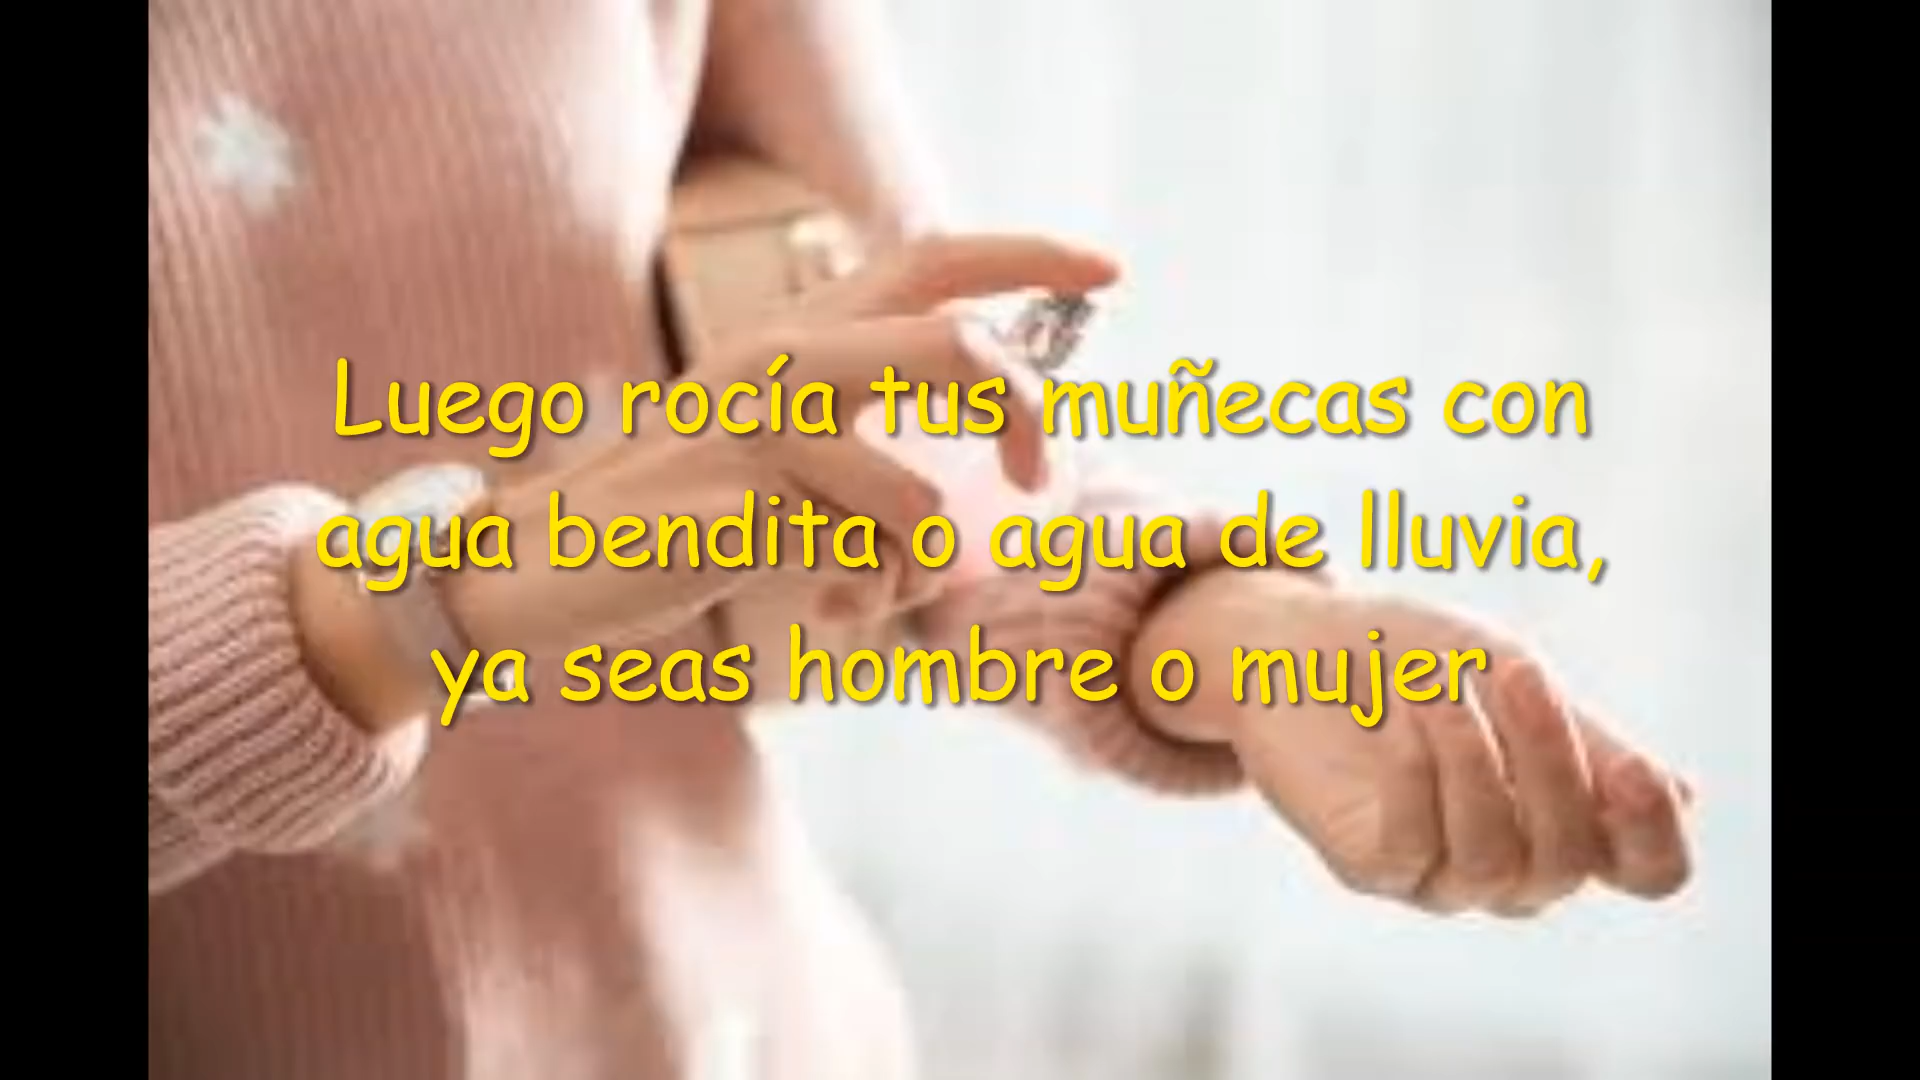 Luego rocía tus muñecas con
agua bendita o agua de lluvia,
ya seas hombre o mujer